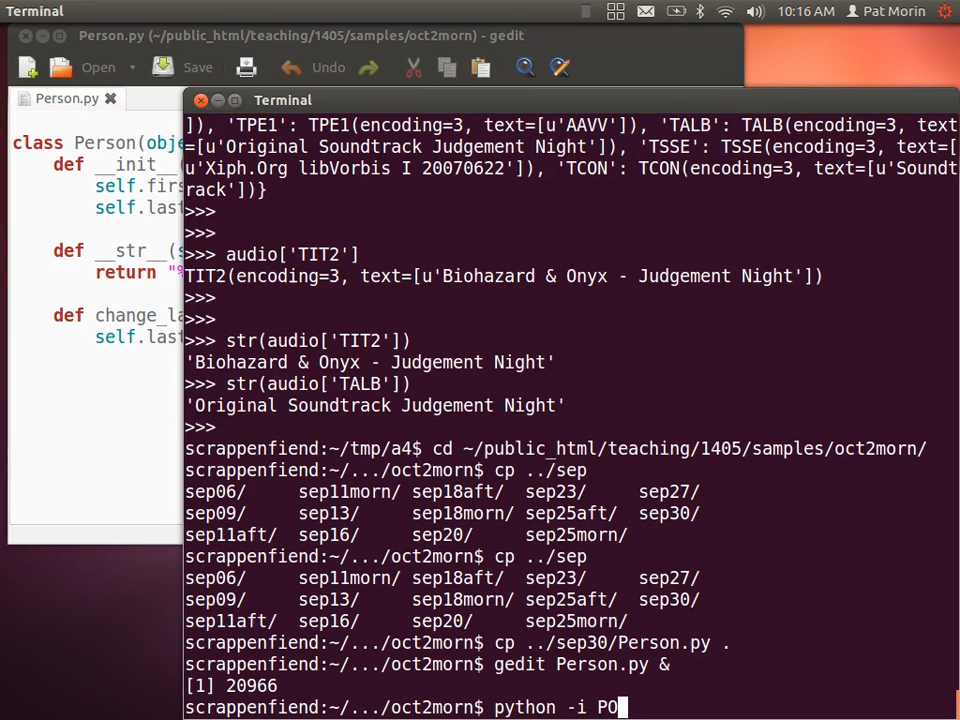 Terminal
10:16 AM
Pat Morin
Person.py (~/public_html/teaching/1405/samples/oct2morn) - gedit
Open
Save
Undo
Person.py
class Person(obje
def __init__(
self.firs
self.last
def __str__(s
return "%
def change_la
self.last
Terminal
]), 'TPE1': TPE1(encoding=3, text=[u'AAVV']), 'TALB': TALB(encoding=3, text
=[u'Original Soundtrack Judgement Night']), 'TSSE': TSSE(encoding=3, text=[
u'Xiph.Org libVorbis I 20070622']), 'TCON': TCON(encoding=3, text=[u'Soundt
rack'])}
>>>
>>>
>>> audio['TIT2']
TIT2(encoding=3, text=[u'Biohazard & Onyx - Judgement Night'])
>>>
>>>
>>> str(audio['TIT2'])
'Biohazard & Onyx - Judgement Night'
>>> str(audio['TALB'])
'Original Soundtrack Judgement Night'
>>>
scrappenfiend:~/tmp/a4$ cd ~/public_html/teaching/1405/samples/oct2morn/
scrappenfiend:~/.../oct2morn$ cp ../sep
sep06/ sep11morn/ sep18aft/ sep23/ sep27/
sep09/ sep13/ sep18morn/ sep25aft/ sep30/
sep11aft/ sep16/ sep20/ sep25morn/
scrappenfiend:~/.../oct2morn$ cp ../sep
sep06/ sep11morn/ sep18aft/ sep23/ sep27/
sep09/ sep13/ sep18morn/ sep25aft/ sep30/
sep11aft/ sep16/ sep20/ sep25morn/
scrappenfiend:~/.../oct2morn$ cp ../sep30/Person.py .
scrappenfiend:~/.../oct2morn$ gedit Person.py &
[1] 20966
scrappenfiend:~/.../oct2morn$ python -i PO